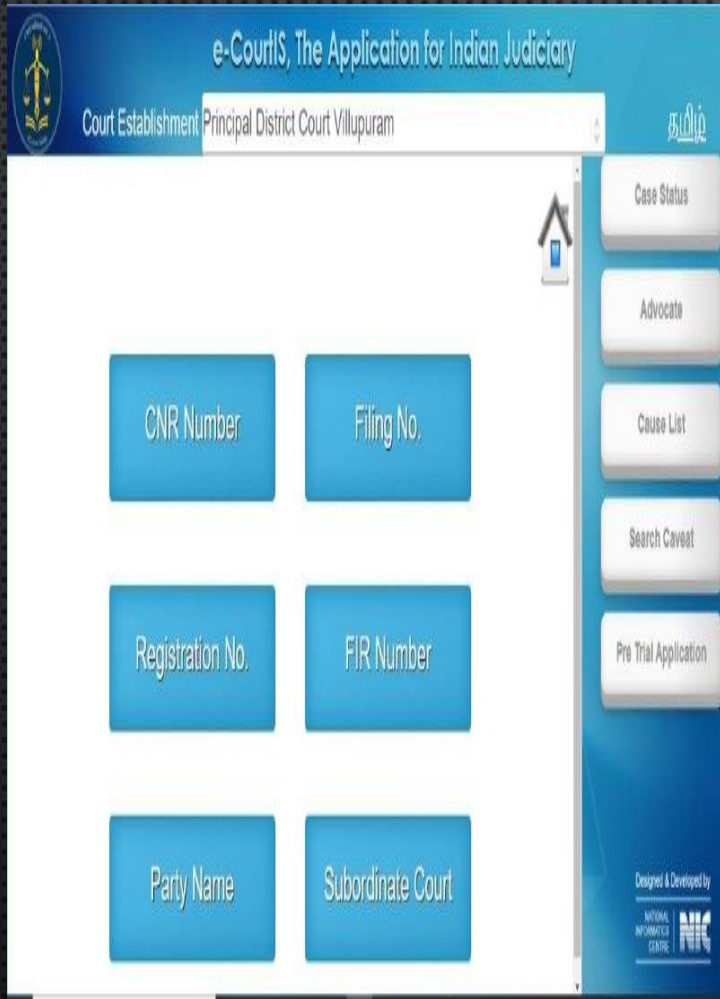 e-CourtIS, The Application for Indian Judiciary
Court Establishment Principal District Court Villupuram
தமிழ்
Case Status
Advocate
Cause List
Search Caveat
Pre Trial Application
CNR Number
Filing No.
Registration No.
FIR Number
Party Name
Subordinate Court
Designed & Developed by
NATIONAL
INFORMATICS
CENTRE
NIC